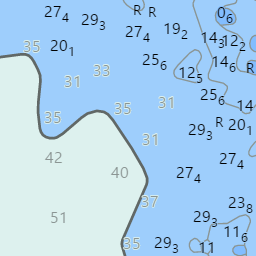 27₄ 29₃ R R 0₆
27₄ 19₂ 14₃ 12₂
35 20₁
25₆ 14₆ R
31 33 12₅
25₆ 14
35 35 31
29₃ R 20₁
31
42 27₄
40 27₄
37 23₈
51 29₃
11₆
35 29₃ 11